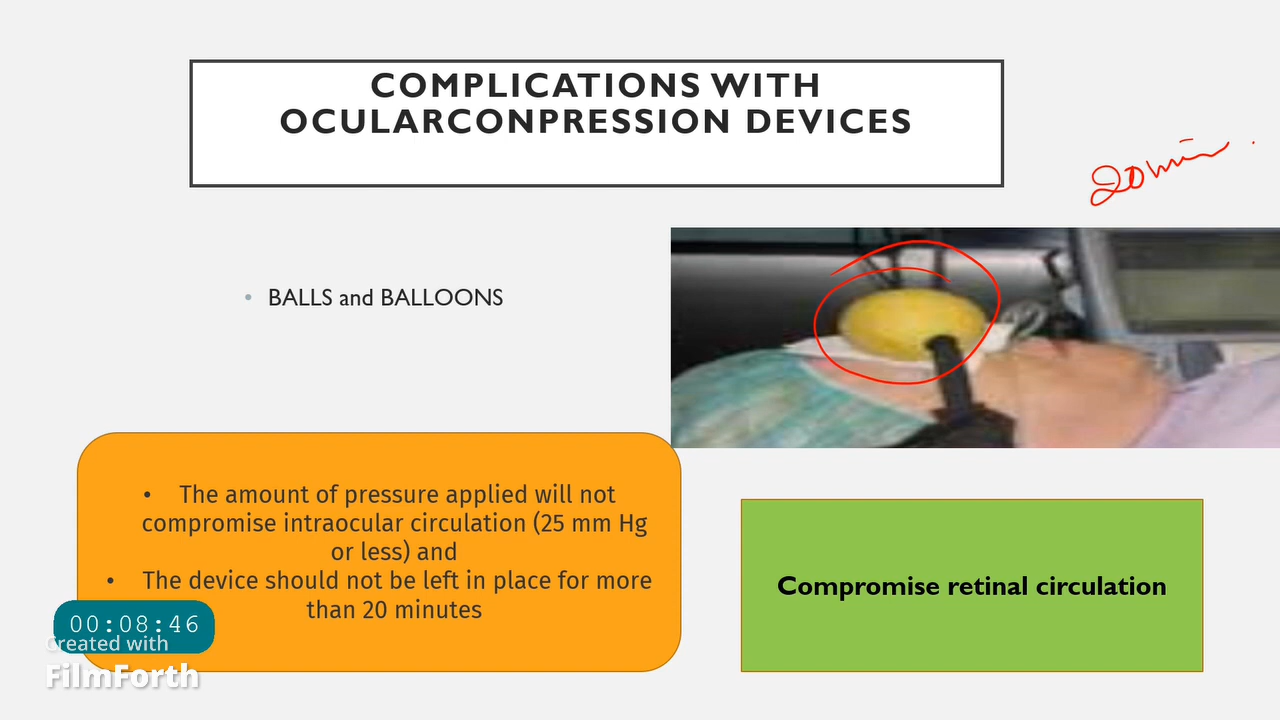 COMPLICATIONS WITH
OCULARCONPRESSION DEVICES
20 min
• BALLS and BALLOONS
• The amount of pressure applied will not
compromise intraocular circulation (25 mm Hg
or less) and
• The device should not be left in place for more
than 20 minutes
Compromise retinal circulation
00:08:46
Created with
FilmForth